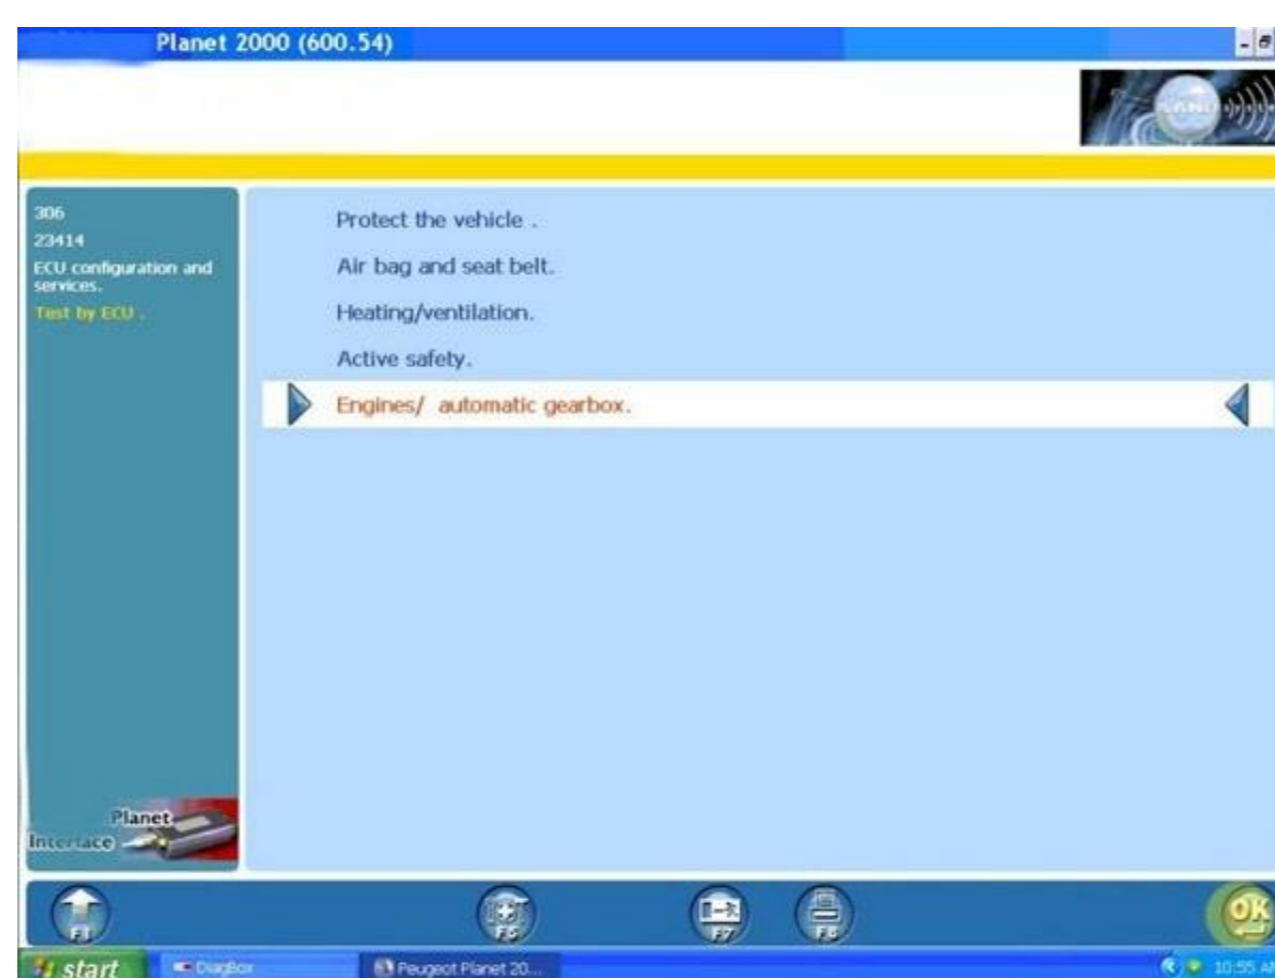 Planet 2000 (600.54)
306
23414
ECU configuration and
services.
Test by ECU .
Protect the vehicle .
Air bag and seat belt.
Heating/ventilation.
Active safety.
Engines/ automatic gearbox.
Planet
Interface
F1
F5
F7
F8
OK
start
DiagBox
Peugeot Planet 20...
10:55 AM